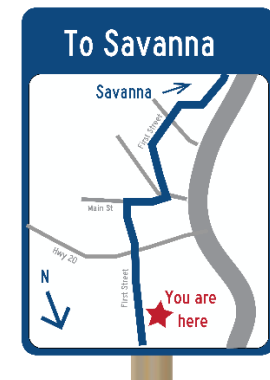 To Savanna
Savanna
First Street
Main St
Hwy 20
First Street
N
You are
here